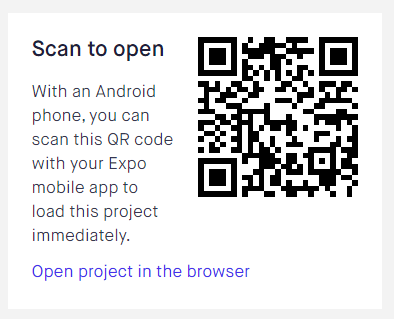 Scan to open
With an Android
phone, you can
scan this QR code
with your Expo
mobile app to
load this project
immediately.
Open project in the browser